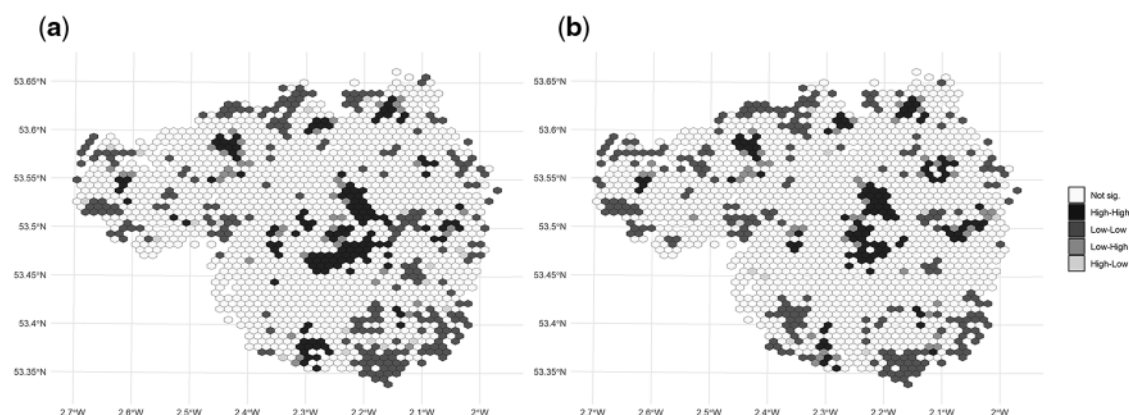 (a)
(b)
53.65°N
53.6°N
53.55°N
53.5°N
53.45°N
53.4°N
53.35°N
2.7°W 2.6°W 2.5°W 2.4°W 2.3°W 2.2°W 2.1°W 2°W
53.65°N
53.6°N
53.55°N
53.5°N
53.45°N
53.4°N
53.35°N
2.7°W 2.6°W 2.5°W 2.4°W 2.3°W 2.2°W 2.1°W 2°W
Not sig.
High-High
Low-Low
Low-High
High-Low